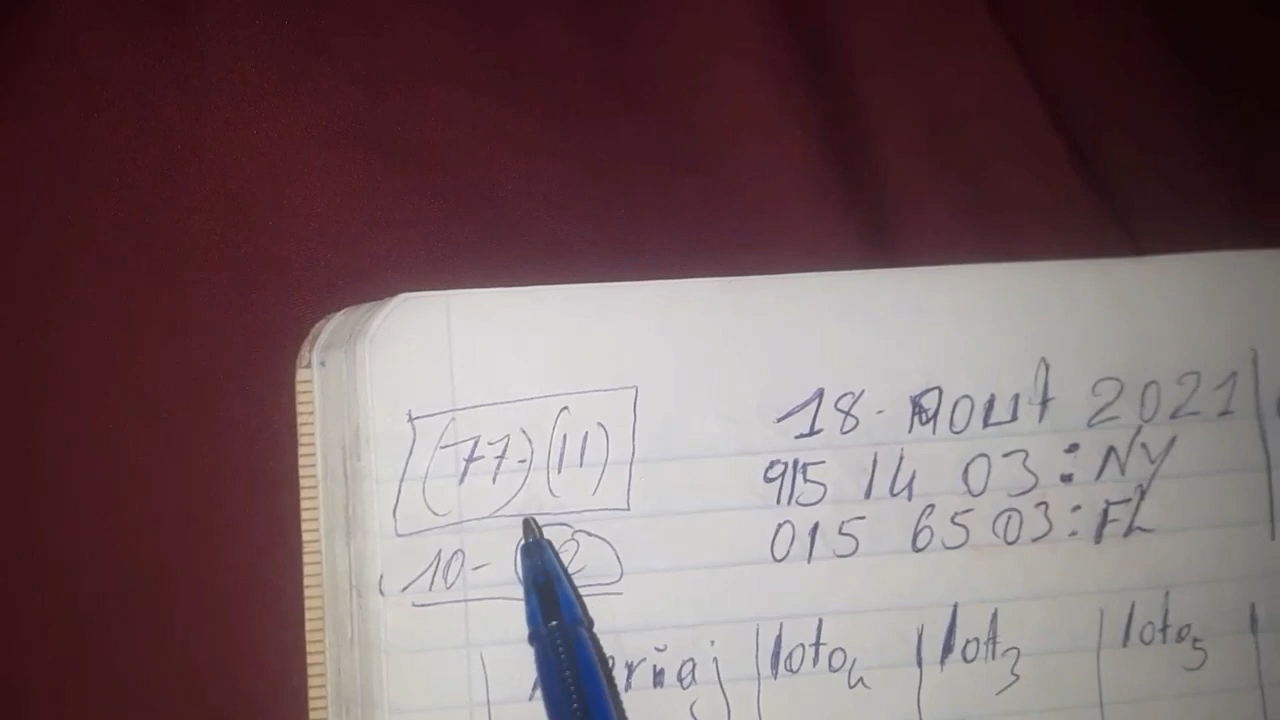 (77-)(11)
18-Aout 2021
915 14 03:NY
10-
015 65 03:FL
loto4
lot3
loto5